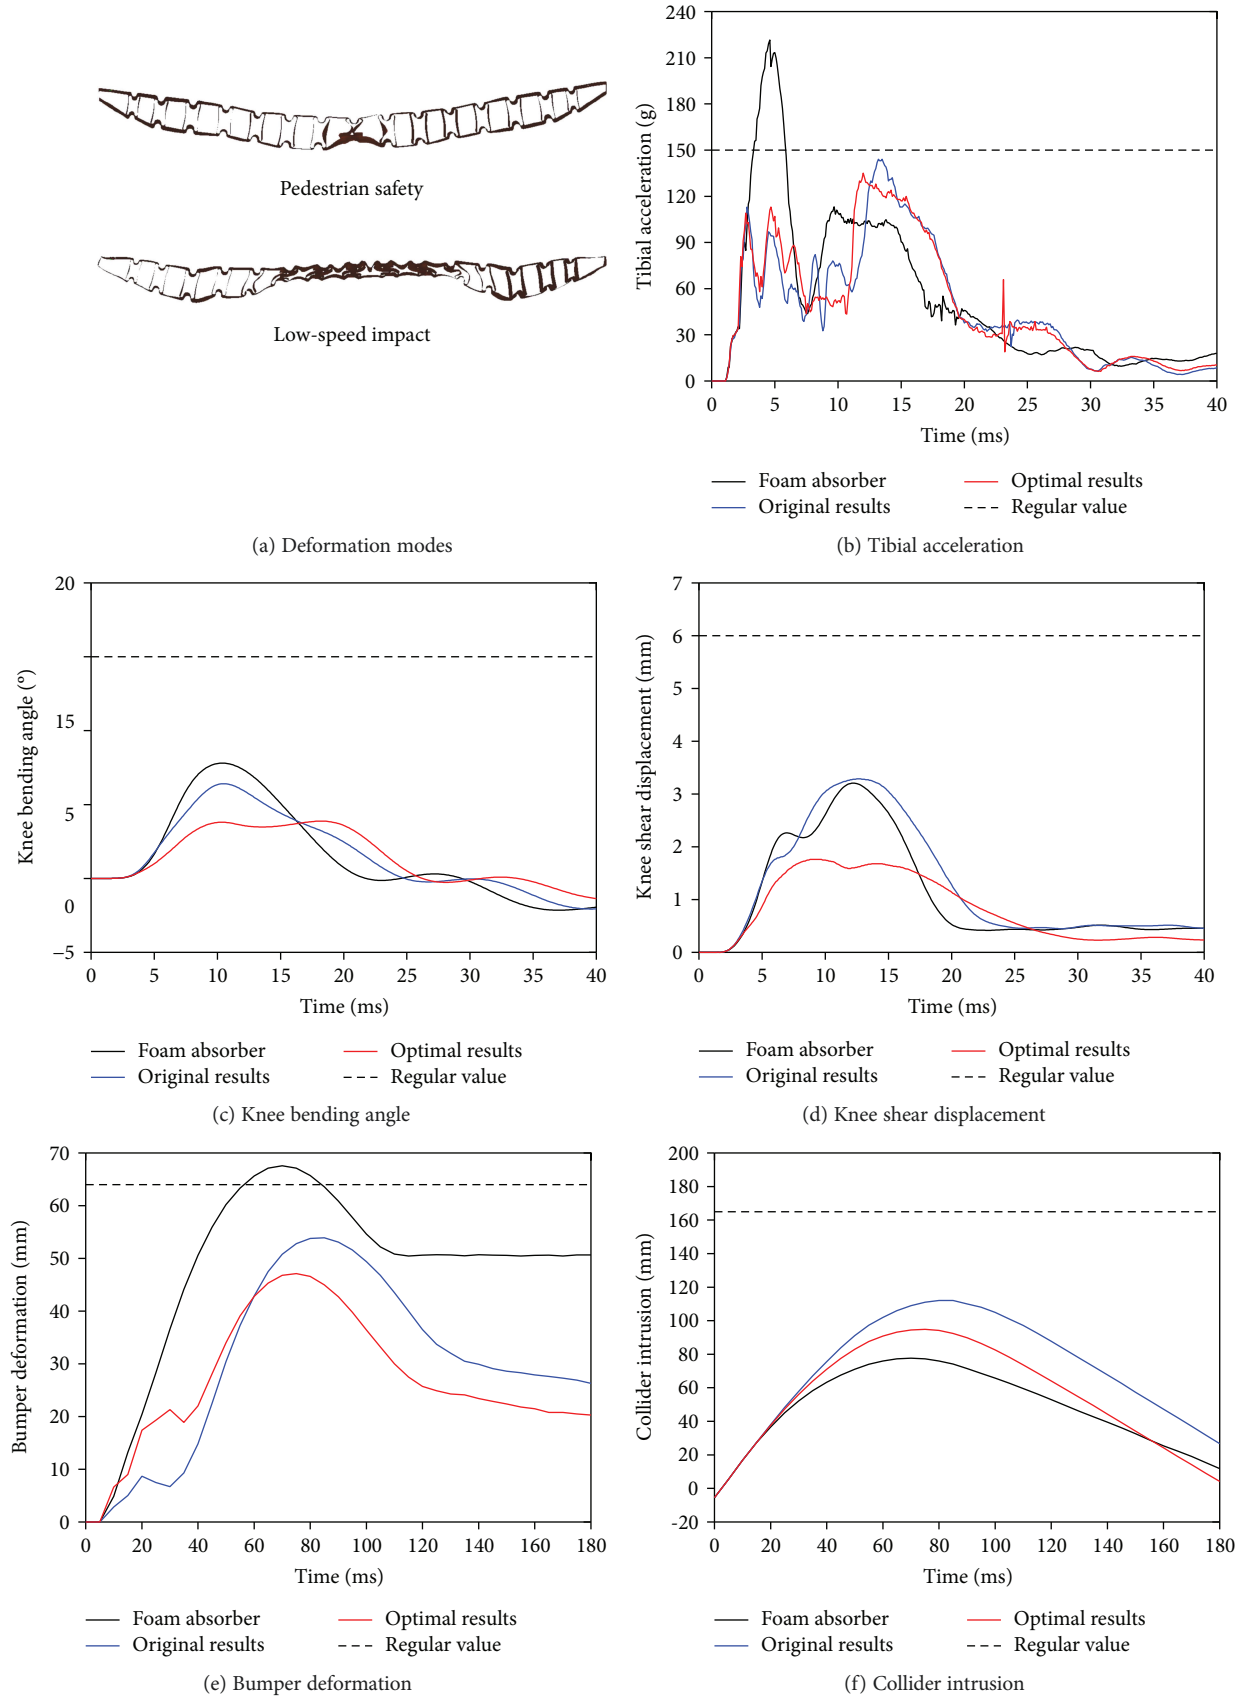 Pedestrian safety
Low-speed impact
(a) Deformation modes
240
210
180
150
120
90
60
30
0
Tibial acceleration (g)
0 5 10 15 20 25 30 35 40
Time (ms)
Foam absorber
Optimal results
Original results
Regular value
(b) Tibial acceleration
20
15
5
0
−5
Knee bending angle (°)
0 5 10 15 20 25 30 35 40
Time (ms)
Foam absorber
Optimal results
Original results
Regular value
(c) Knee bending angle
7
6
5
4
3
2
1
0
Knee shear displacement (mm)
0 5 10 15 20 25 30 35 40
Time (ms)
Foam absorber
Optimal results
Original results
Regular value
(d) Knee shear displacement
70
60
50
40
30
20
10
0
Bumper deformation (mm)
0 20 40 60 80 100 120 140 160 180
Time (ms)
Foam absorber
Optimal results
Original results
Regular value
(e) Bumper deformation
200
180
160
140
120
100
80
60
40
20
0
-20
Collider intrusion (mm)
0 20 40 60 80 100 120 140 160 180
Time (ms)
Foam absorber
Optimal results
Original results
Regular value
(f) Collider intrusion